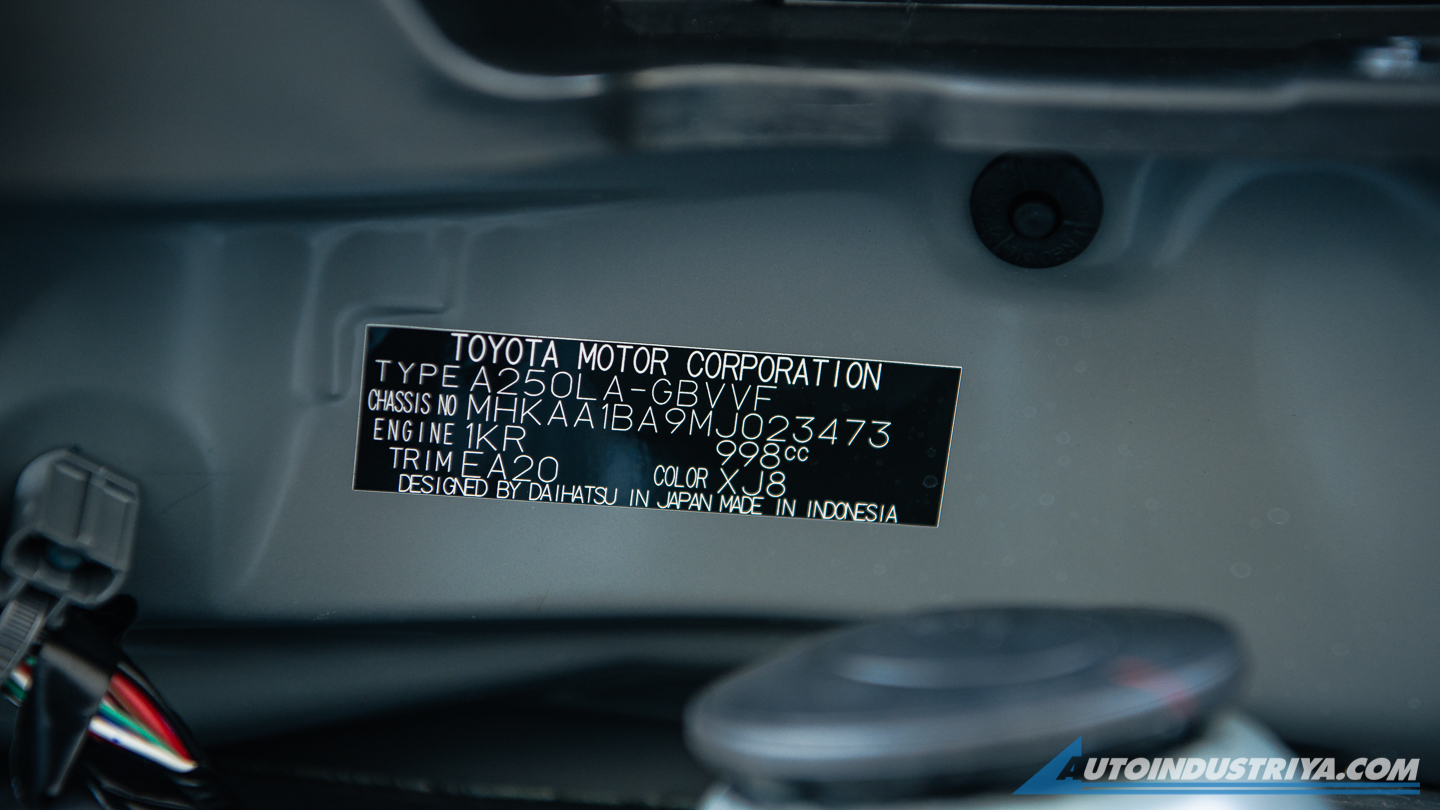 TOYOTA MOTOR CORPORATION
TYPE A250LA-GBVVF
CHASSIS NO MHKAA1BA9MJ023473
ENGINE 1KR 998cc
TRIM EA20 COLOR XJ8
DESIGNED BY DAIHATSU IN JAPAN MADE IN INDONESIA
AUTOINDUSTRIYA.COM